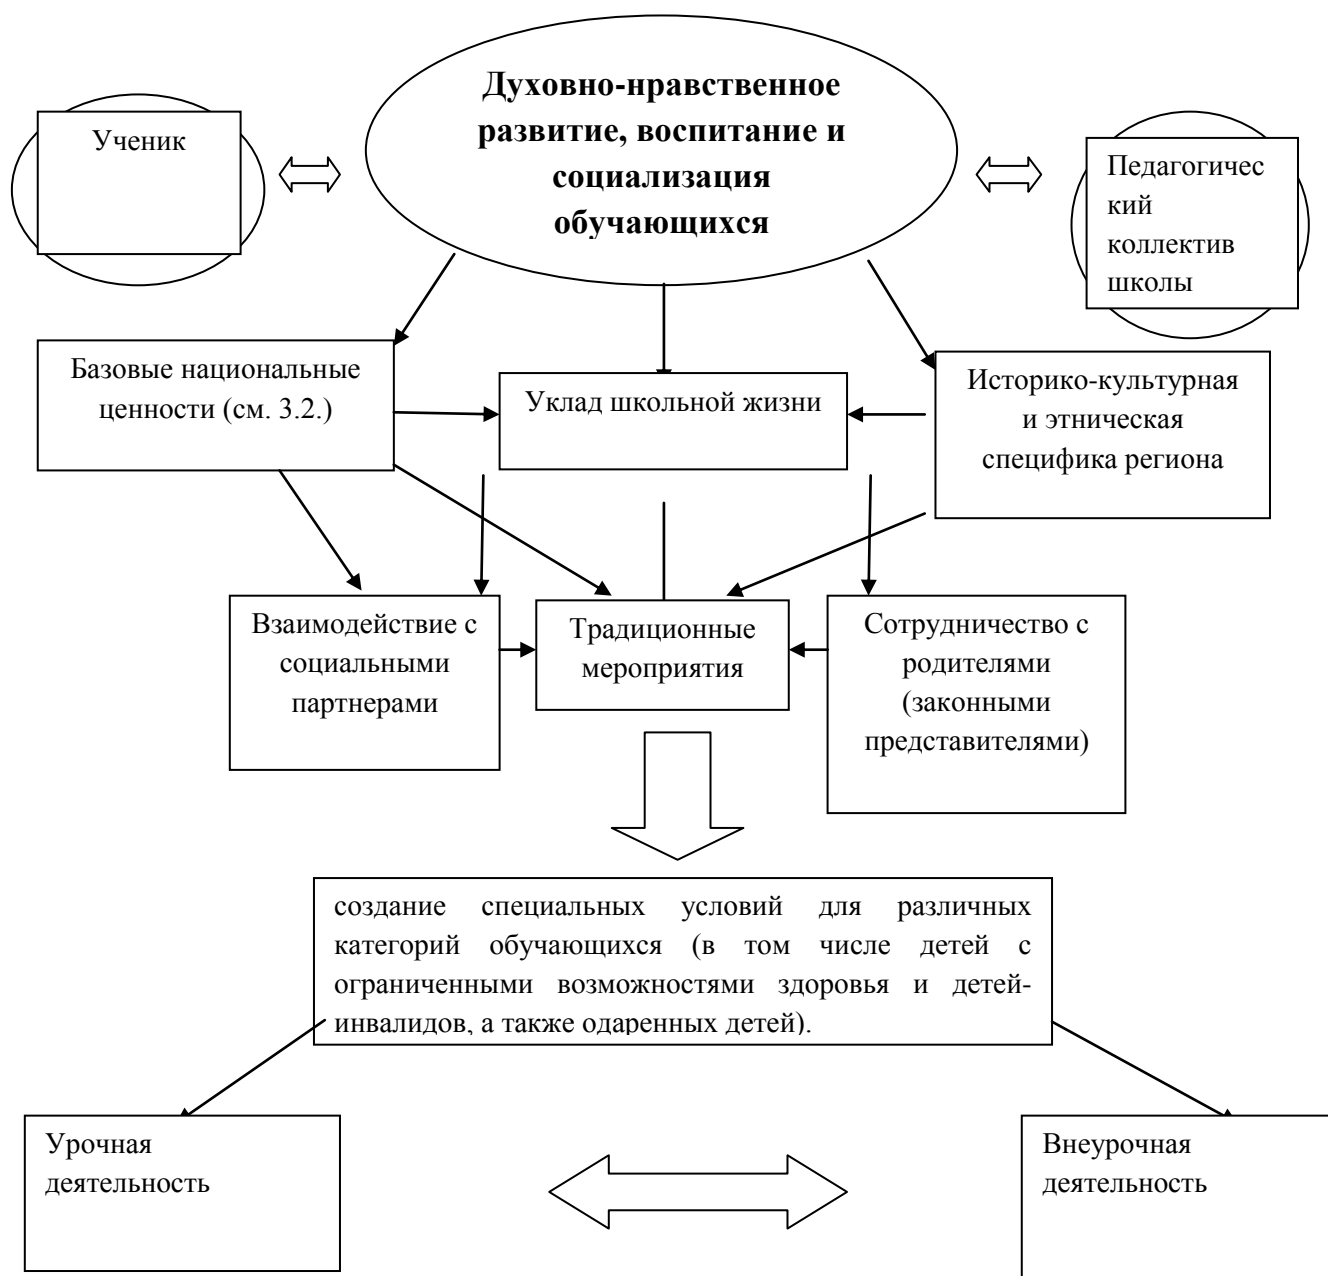 Духовно-нравственное
развитие, воспитание и
социализация
обучающихся
Ученик
Педагогичес
кий
коллектив
школы
Базовые национальные
ценности (см. 3.2.)
Уклад школьной жизни
Историко-культурная
и этническая
специфика региона
Взаимодействие с
социальными
партнерами
Традиционные
мероприятия
Сотрудничество с
родителями
(законными
представителями)
создание специальных условий для различных
категорий обучающихся (в том числе детей с
ограниченными возможностями здоровья и детей-
инвалидов, а также одаренных детей).
Урочная
деятельность
Внеурочная
деятельность